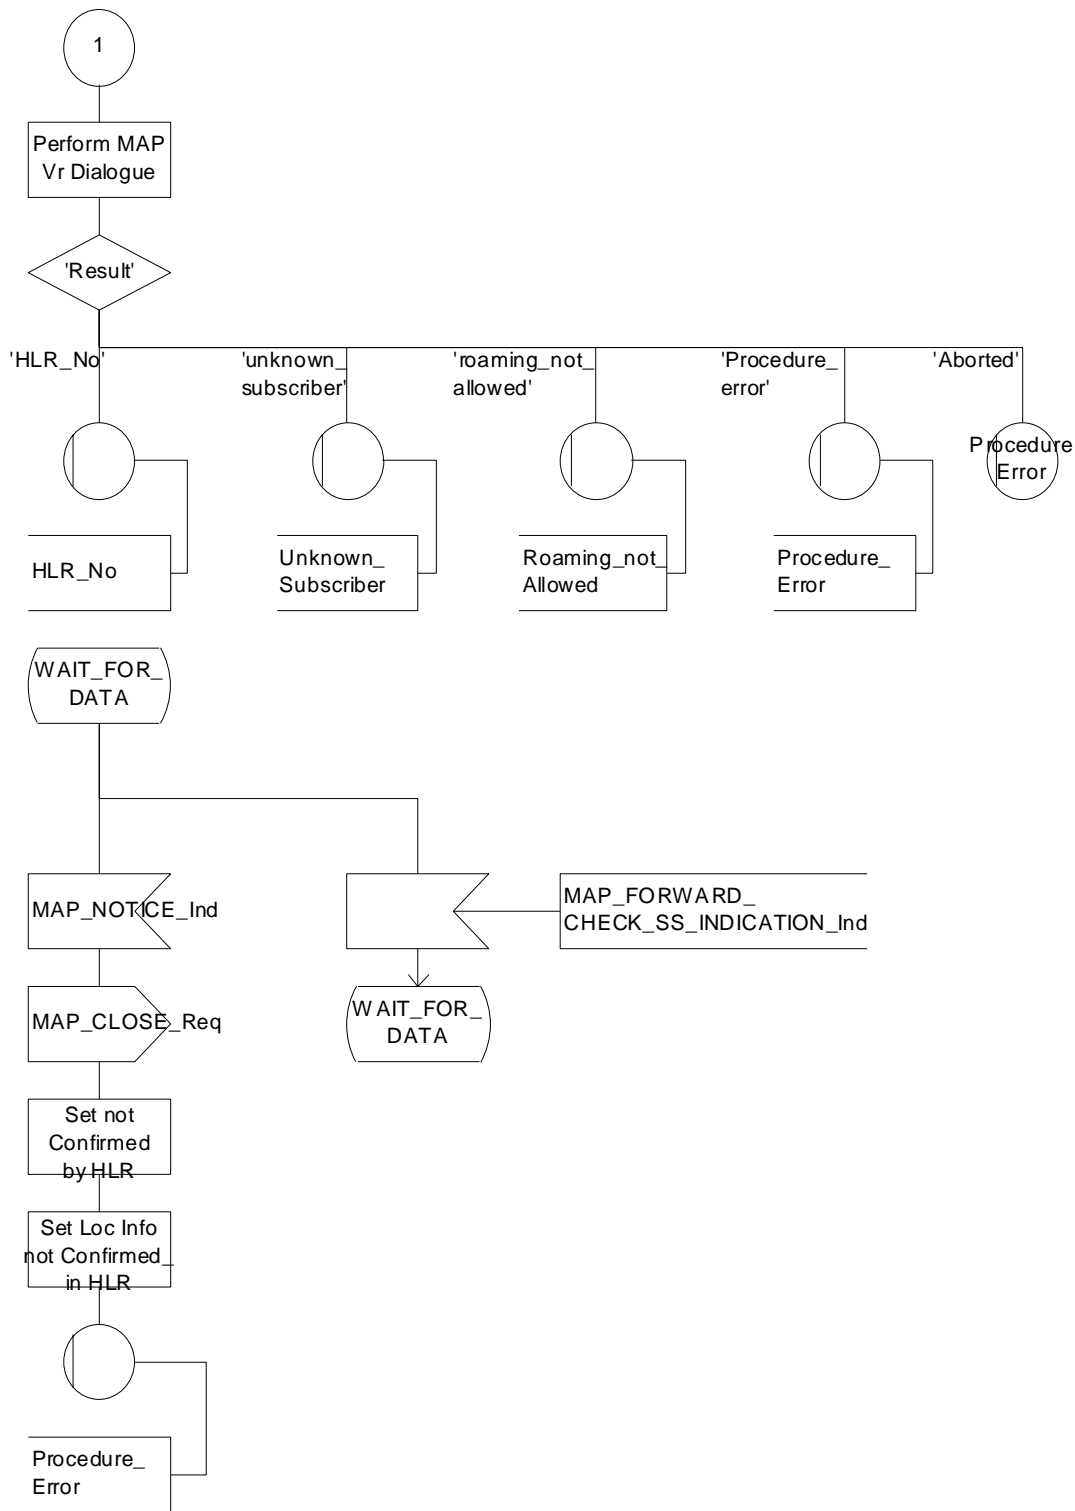 1
Perform MAP
Vr Dialogue
'Result'
'HLR_No'
'unknown_
subscriber'
'roaming_not_
allowed'
'Procedure_
error'
'Aborted'
Procedure
Error
HLR_No
Unknown_
Subscriber
Roaming_not_
Allowed
Procedure_
Error
WAIT_FOR_
DATA
MAP_NOTICE_Ind
MAP_FORWARD_
CHECK_SS_INDICATION_Ind
MAP_CLOSE_Req
WAIT_FOR_
DATA
Set not
Confirmed
by HLR
Set Loc Info
not Confirmed_
in HLR
Procedure_
Error